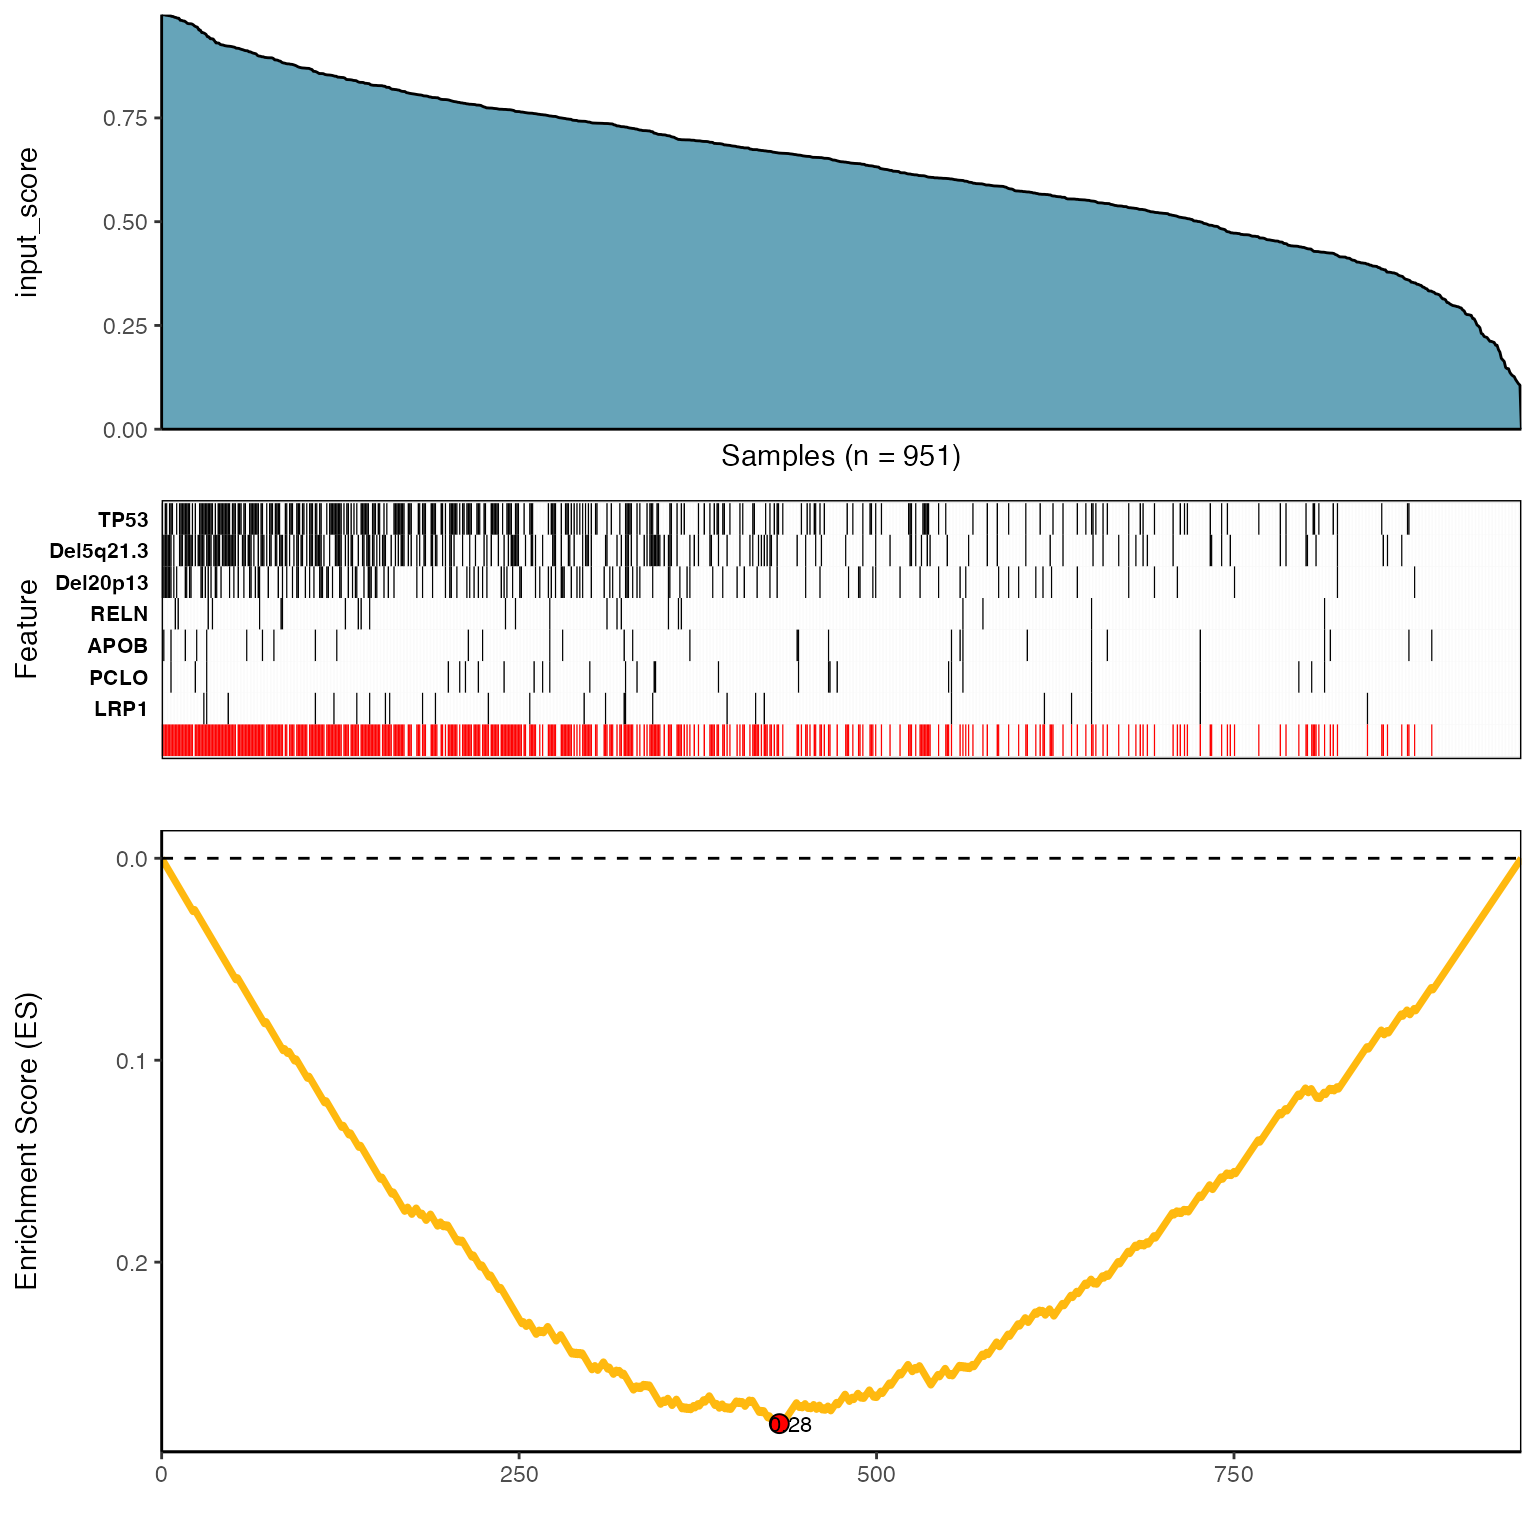 input_score
0.75
0.50
0.25
0.00
Samples (n = 951)
Feature
TP53
Del5q21.3
Del20p13
RELN
APOB
PCLO
LRP1
Enrichment Score (ES)
0.0
0.1
0.2
0.28
0
250
500
750